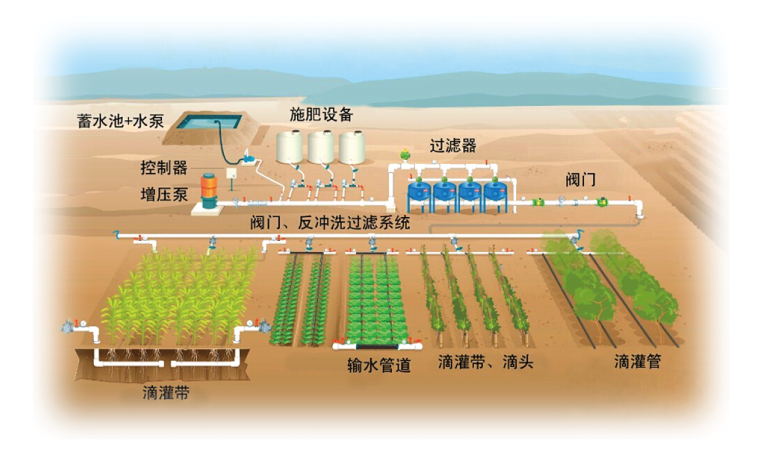 蓄水池+水泵
施肥设备
过滤器
控制器
增压泵
阀门
阀门、反冲洗过滤系统
输水管道
滴灌带、滴头
滴灌管
滴灌带